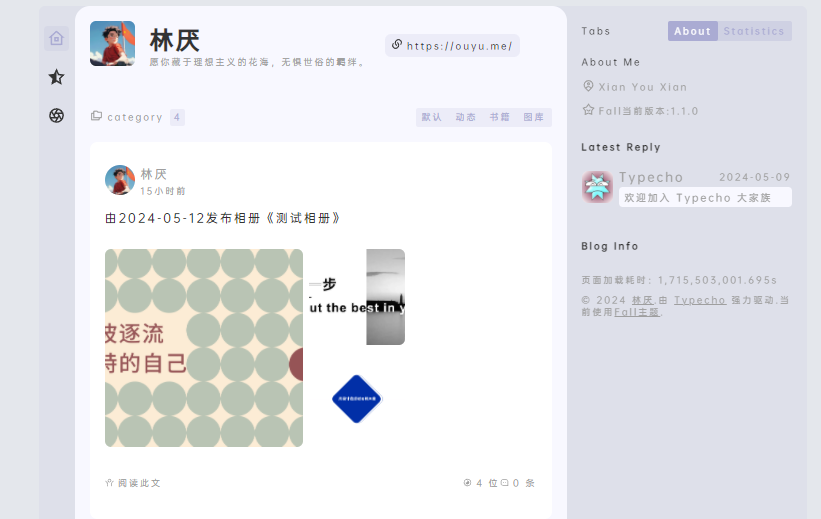 林厌
愿你藏于理想主义的花海，无惧世俗的羁绊。
https://ouyu.me/
category 4
默认 动态 书籍 图库
林厌
15小时前
由2024-05-12发布相册《测试相册》
波逐流
特的自己
一步
ut the best in y
阅读此文
4 位 0 条
Tabs
About Statistics
About Me
Xian You Xian
Fall当前版本:1.1.0
Latest Reply
Typecho 2024-05-09
欢迎加入 Typecho 大家族
Blog Info
页面加载耗时: 1,715,503,001.695s
© 2024 林厌.由 Typecho 强力驱动.当
前使用Fall主题.